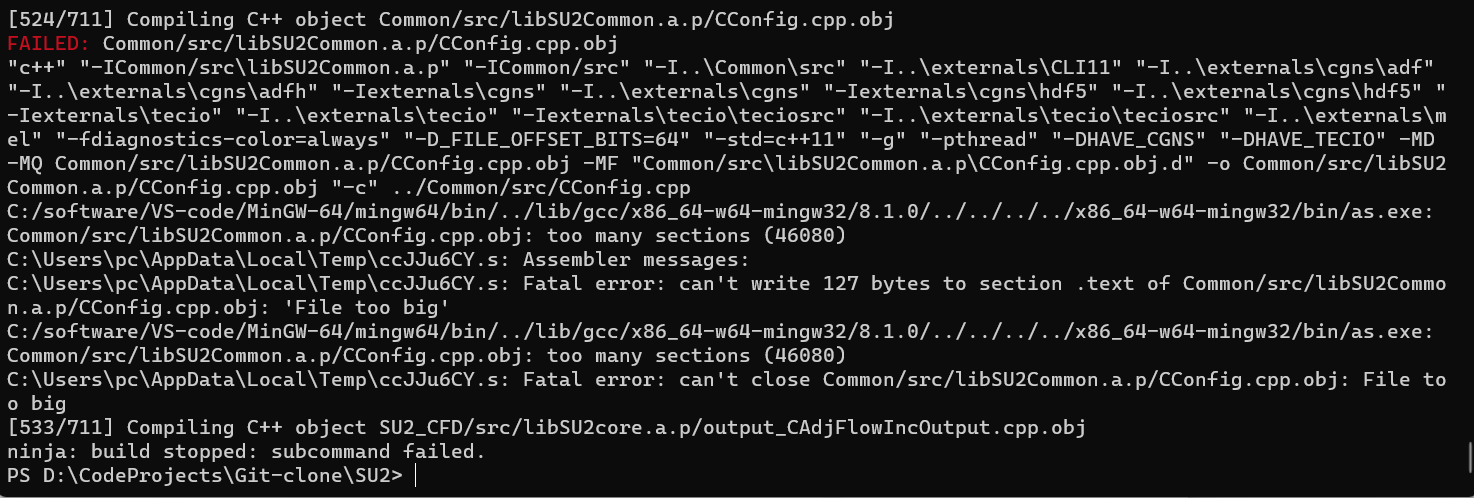 [524/711] Compiling C++ object Common/src/libSU2Common.a.p/CConfig.cpp.obj
FAILED: Common/src/libSU2Common.a.p/CConfig.cpp.obj
"c++" "-ICommon/src\libSU2Common.a.p" "-ICommon/src" "-I..\Common\src" "-I..\externals\CLI11" "-I..\externals\cgns\adf"
"-I..\externals\cgns\adfh" "-Iexternals\cgns" "-I..\externals\cgns" "-Iexternals\cgns\hdf5" "-I..\externals\cgns\hdf5" "
-Iexternals\tecio" "-I..\externals\tecio" "-Iexternals\tecio\teciosrc" "-I..\externals\tecio\teciosrc" "-I..\externals\m
el" "-fdiagnostics-color=always" "-D_FILE_OFFSET_BITS=64" "-std=c++11" "-g" "-pthread" "-DHAVE_CGNS" "-DHAVE_TECIO" -MD
-MQ Common/src/libSU2Common.a.p/CConfig.cpp.obj -MF "Common/src\libSU2Common.a.p\CConfig.cpp.obj.d" -o Common/src/libSU2
Common.a.p/CConfig.cpp.obj "-c" ../Common/src/CConfig.cpp
C:/software/VS-code/MinGW-64/mingw64/bin/../lib/gcc/x86_64-w64-mingw32/8.1.0/../../../../x86_64-w64-mingw32/bin/as.exe:
Common/src/libSU2Common.a.p/CConfig.cpp.obj: too many sections (46080)
C:\Users\pc\AppData\Local\Temp\ccJJu6CY.s: Assembler messages:
C:\Users\pc\AppData\Local\Temp\ccJJu6CY.s: Fatal error: can't write 127 bytes to section .text of Common/src/libSU2Commo
n.a.p/CConfig.cpp.obj: 'File too big'
C:/software/VS-code/MinGW-64/mingw64/bin/../lib/gcc/x86_64-w64-mingw32/8.1.0/../../../../x86_64-w64-mingw32/bin/as.exe:
Common/src/libSU2Common.a.p/CConfig.cpp.obj: too many sections (46080)
C:\Users\pc\AppData\Local\Temp\ccJJu6CY.s: Fatal error: can't close Common/src/libSU2Common.a.p/CConfig.cpp.obj: File to
o big
[533/711] Compiling C++ object SU2_CFD/src/libSU2core.a.p/output_CAdjFlowIncOutput.cpp.obj
ninja: build stopped: subcommand failed.
PS D:\CodeProjects\Git-clone\SU2>